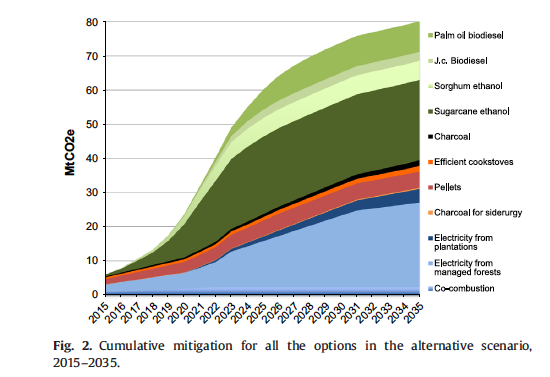 80
70
60
50
40
30
20
10
0
MtCO2e
2015
2016
2017
2018
2019
2020
2021
2022
2023
2024
2025
2026
2027
2028
2029
2030
2031
2032
2033
2034
2035
Palm oil biodiesel
J.c. Biodiesel
Sorghum ethanol
Sugarcane ethanol
Charcoal
Efficient cookstoves
Pellets
Charcoal for siderurgy
Electricity from
plantations
Electricity from
managed forests
Co-combustion
Fig. 2. Cumulative mitigation for all the options in the alternative scenario,
2015–2035.